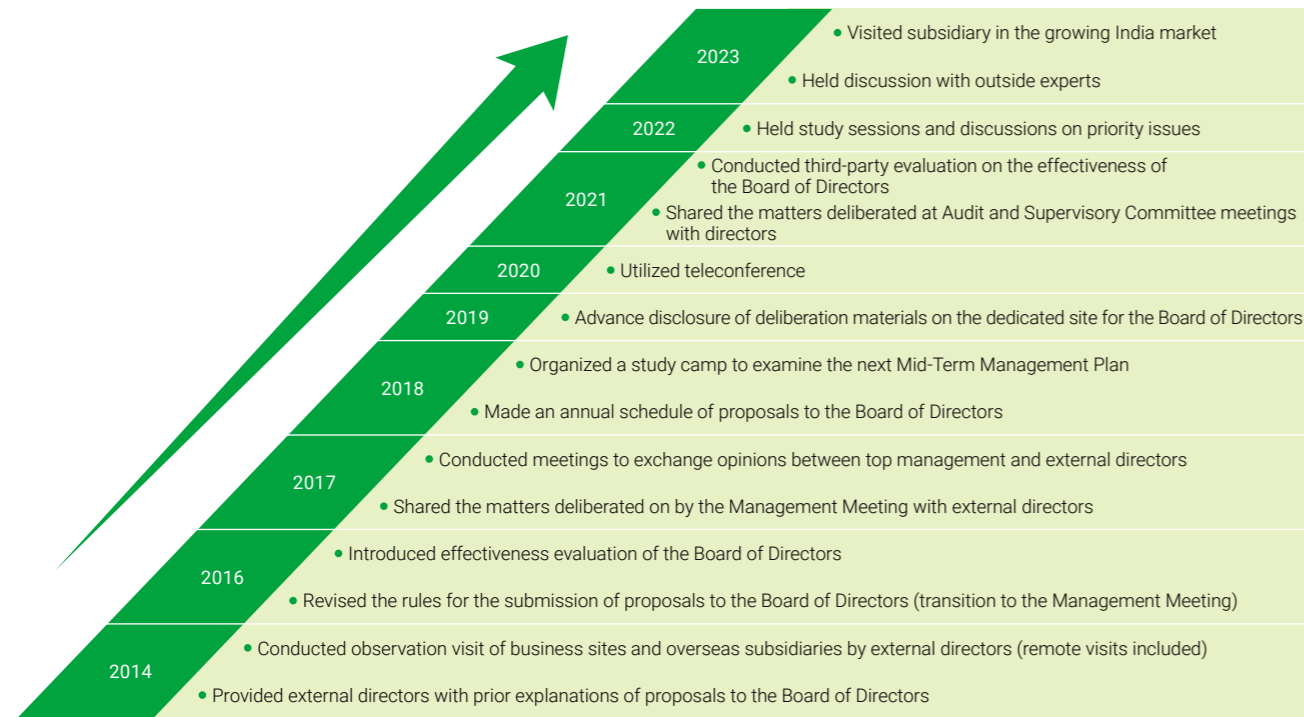 2023
• Visited subsidiary in the growing India market
• Held discussion with outside experts
2022
• Held study sessions and discussions on priority issues
2021
• Conducted third-party evaluation on the effectiveness of
the Board of Directors
• Shared the matters deliberated at Audit and Supervisory Committee meetings
with directors
2020
• Utilized teleconference
2019
• Advance disclosure of deliberation materials on the dedicated site for the Board of Directors
2018
• Organized a study camp to examine the next Mid-Term Management Plan
• Made an annual schedule of proposals to the Board of Directors
2017
• Conducted meetings to exchange opinions between top management and external directors
• Shared the matters deliberated on by the Management Meeting with external directors
2016
• Introduced effectiveness evaluation of the Board of Directors
• Revised the rules for the submission of proposals to the Board of Directors (transition to the Management Meeting)
2014
• Conducted observation visit of business sites and overseas subsidiaries by external directors (remote visits included)
• Provided external directors with prior explanations of proposals to the Board of Directors